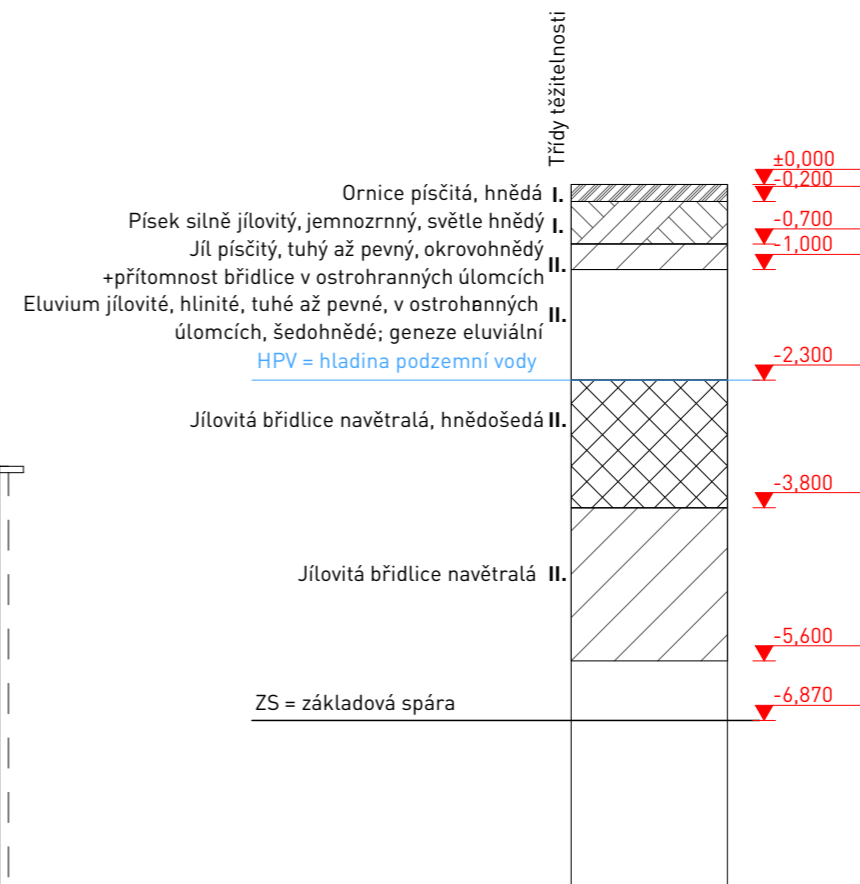 Třídy těžitelnosti
±0,000
-0,200
Ornice písčitá, hnědá I.
-0,700
Písek silně jílovitý, jemnozrnný, světle hnědý I.
-1,000
Jíl písčitý, tuhý až pevný, okrovohnědý
+přítomnost břidlice v ostrohranných úlomcích II.
Eluvium jílovité, hlinité, tuhé až pevné, v ostrohanných
úlomcích, šedohnědé; geneze eluviální II.
HPV = hladina podzemní vody
-2,300
Jílovitá břidlice navětralá, hnědošedá II.
-3,800
Jílovitá břidlice navětralá II.
-5,600
ZS = základová spára
-6,870